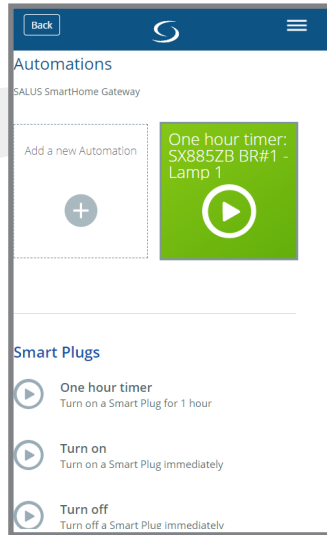 Back
Automations
SALUS SmartHome Gateway
Add a new Automation
One hour timer:
SX885ZB BR#1 -
Lamp 1
Smart Plugs
One hour timer
Turn on a Smart Plug for 1 hour
Turn on
Turn on a Smart Plug immediately
Turn off
Turn off a Smart Plug immediately